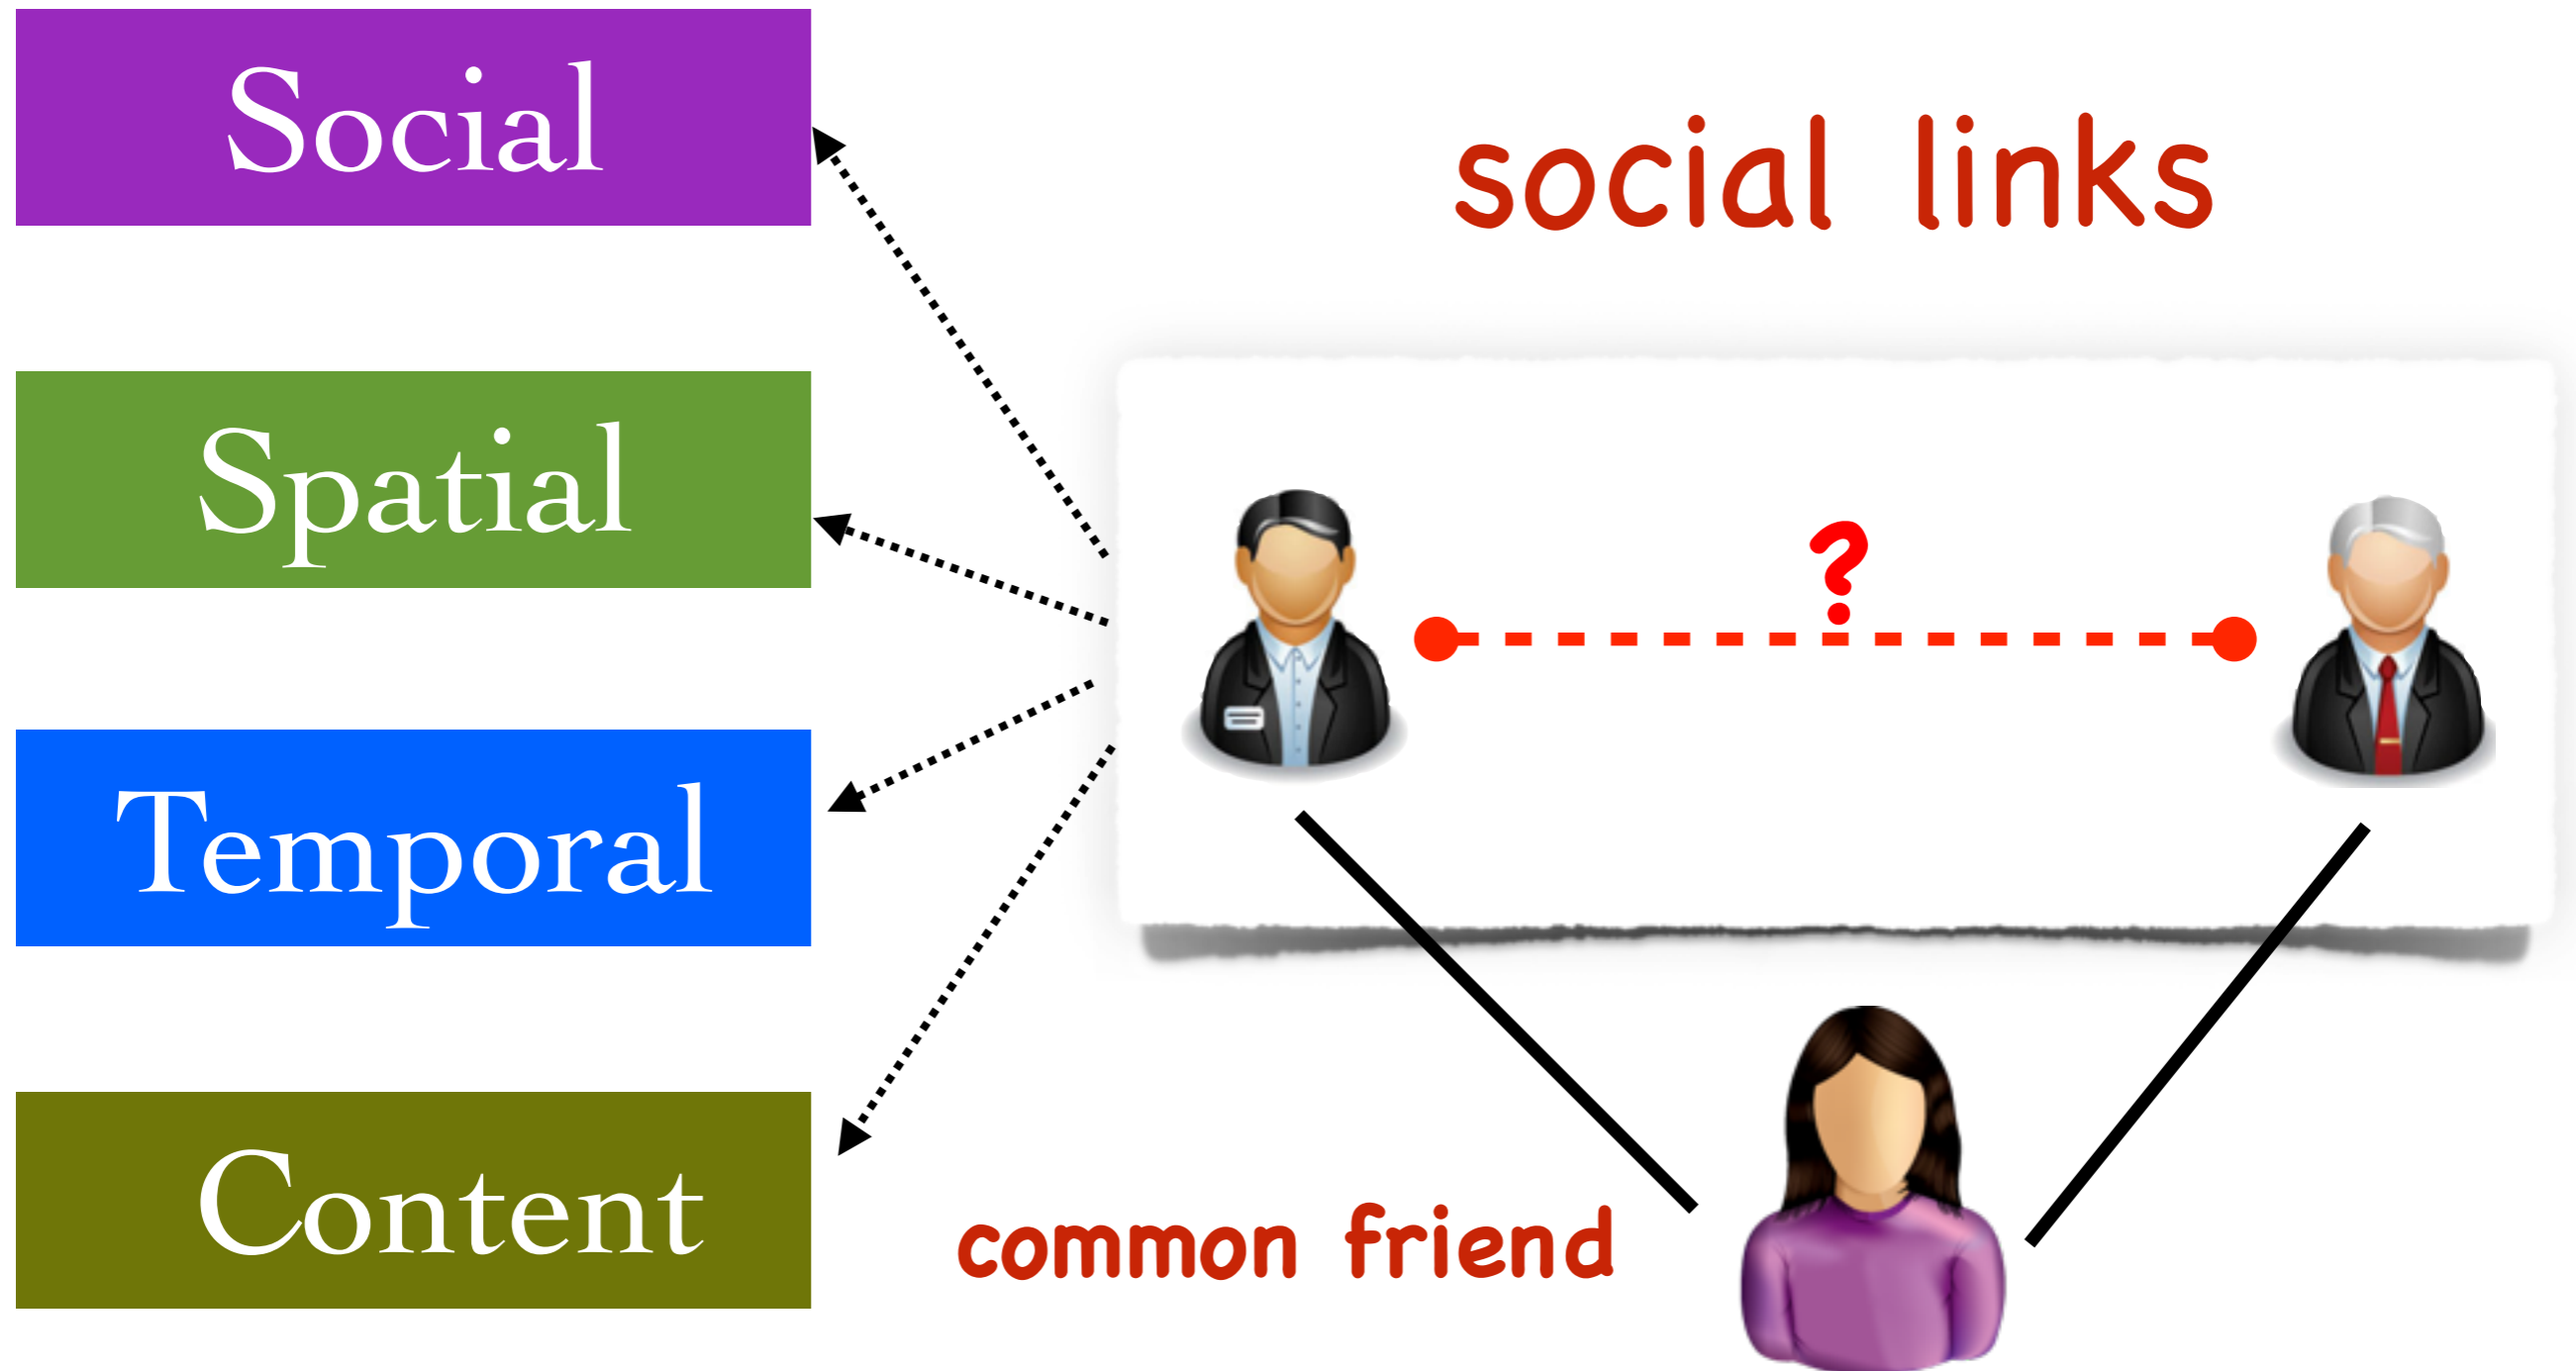 Social
Spatial
Temporal
Content
social links
?
common friend